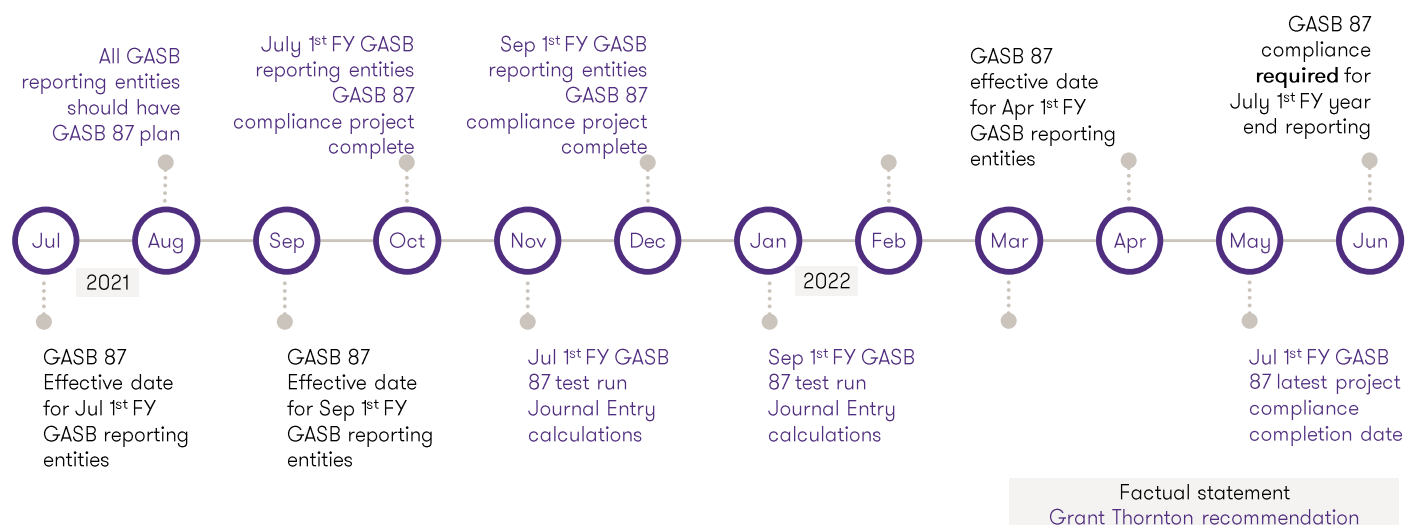 All GASB
reporting entities
should have
GASB 87 plan
July 1st FY GASB
reporting entities
GASB 87
compliance project
complete
Sep 1st FY GASB
reporting entities
GASB 87
compliance project
complete
GASB 87
effective date
for Apr 1st FY
GASB reporting
entities
GASB 87
compliance
required for
July 1st FY year
end reporting
Jul
Aug
Sep
Oct
Nov
Dec
Jan
Feb
Mar
Apr
May
Jun
2021
2022
GASB 87
Effective date
for Jul 1st FY
GASB reporting
entities
GASB 87
Effective date
for Sep 1st FY
GASB reporting
entities
Jul 1st FY GASB
87 test run
Journal Entry
calculations
Sep 1st FY GASB
87 test run
Journal Entry
calculations
Jul 1st FY GASB
87 latest project
compliance
completion date
Factual statement
Grant Thornton recommendation